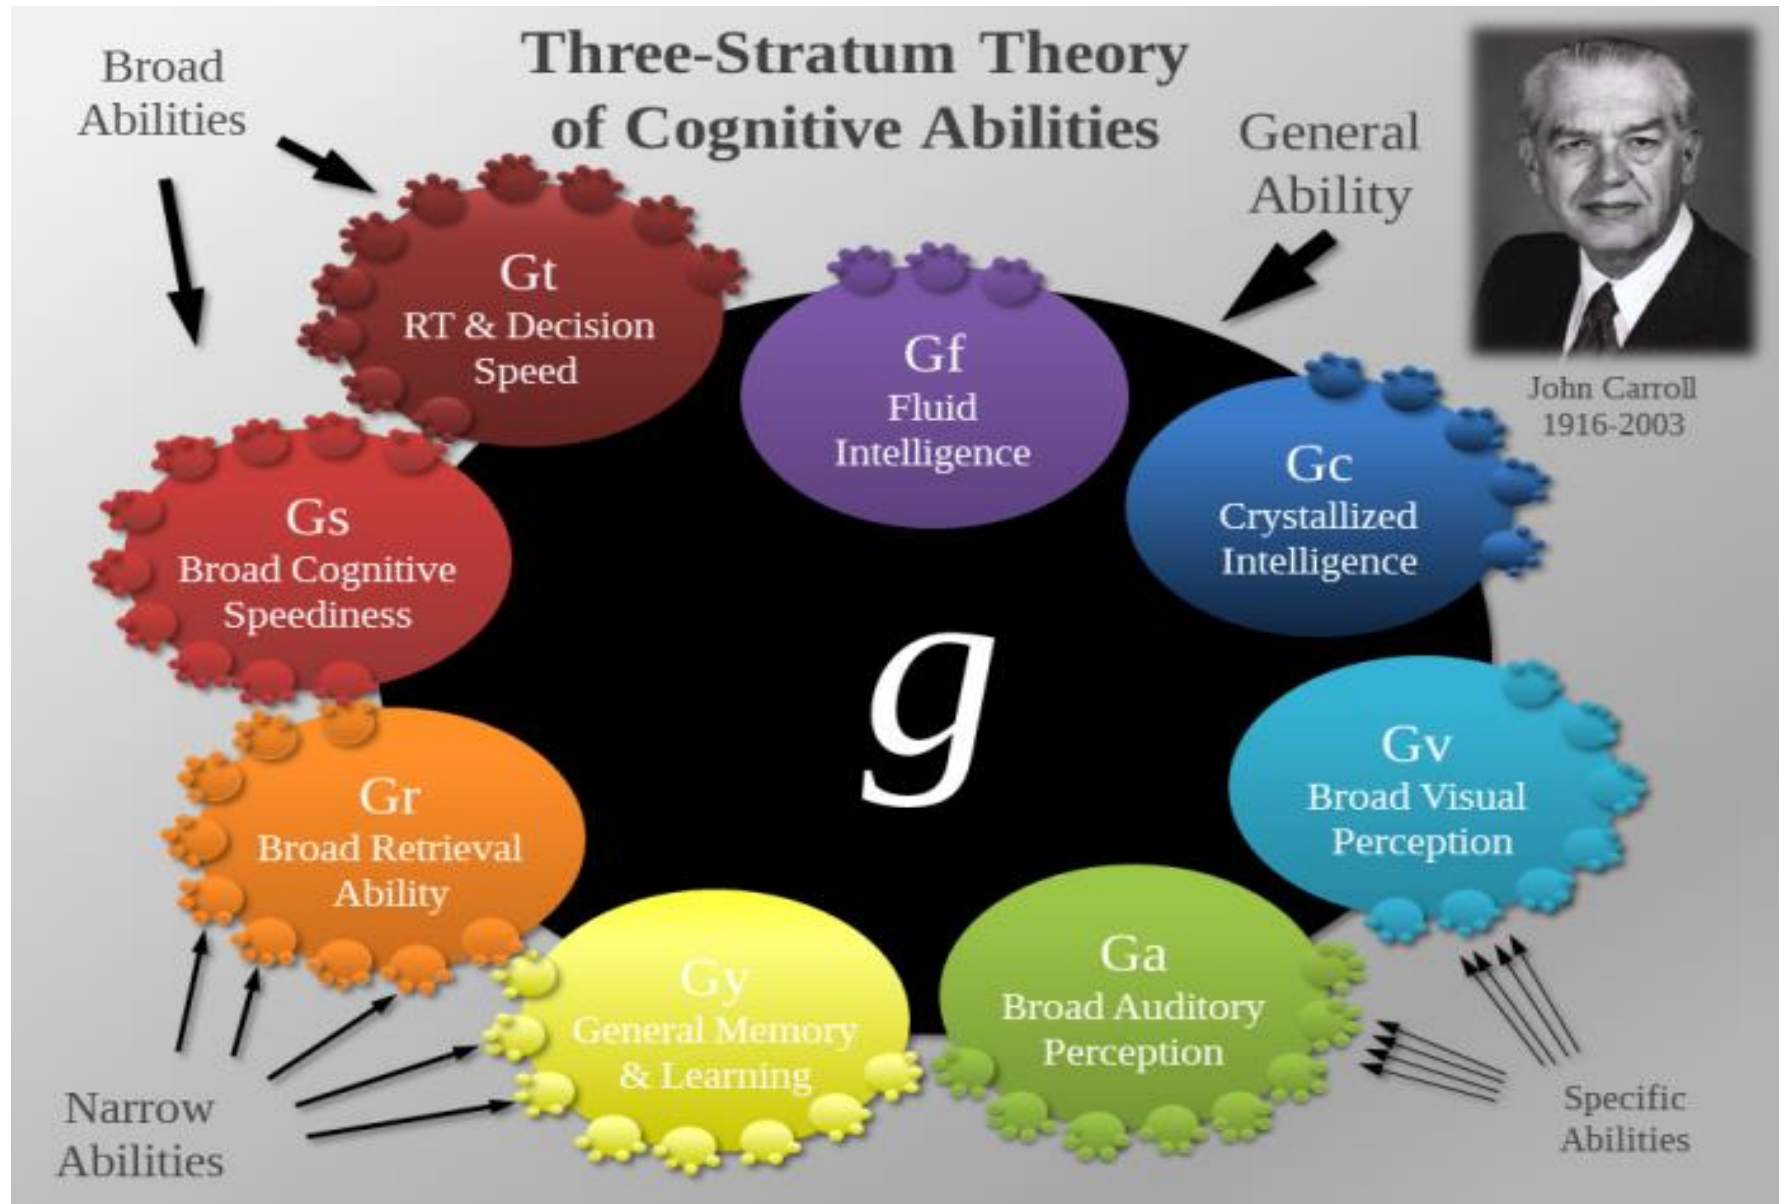 Three-Stratum Theory
of Cognitive Abilities
Broad
Abilities
General
Ability
John Carroll
1916-2003
Gt
RT & Decision
Speed
Gf
Fluid
Intelligence
Gc
Crystallized
Intelligence
Gs
Broad Cognitive
Speediness
g
Gv
Broad Visual
Perception
Gr
Broad Retrieval
Ability
Gy
General Memory
& Learning
Ga
Broad Auditory
Perception
Narrow
Abilities
Specific
Abilities